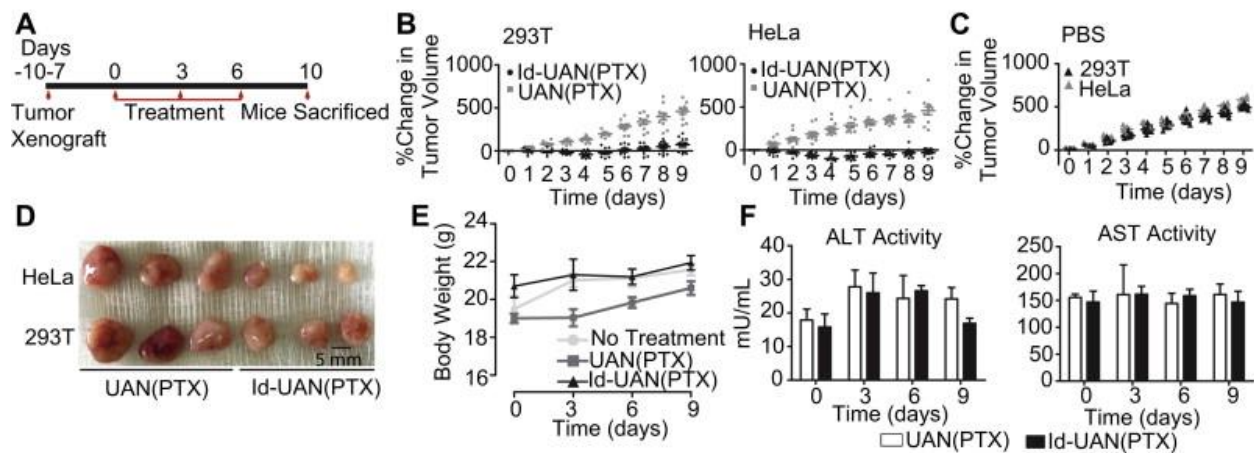 A
Days
-10-7 0 3 6 10
Tumor Xenograft
Treatment
Mice Sacrificed
B
293T
Id-UAN(PTX)
UAN(PTX)
%Change in
Tumor Volume
1000
500
0
0 1 2 3 4 5 6 7 8 9
Time (days)
HeLa
Id-UAN(PTX)
UAN(PTX)
1000
500
0
0 1 2 3 4 5 6 7 8 9
Time (days)
C
PBS
293T
HeLa
%Change in
Tumor Volume
1000
500
0
0 1 2 3 4 5 6 7 8 9
Time (days)
D
HeLa
293T
5 mm
UAN(PTX)
Id-UAN(PTX)
E
Body Weight (g)
22
21
20
19
18
16
No Treatment
UAN(PTX)
Id-UAN(PTX)
0 3 6 9
Time (days)
F
ALT Activity
mU/mL
40
30
20
10
0
0 3 6 9
Time (days)
AST Activity
250
200
150
100
50
0
0 3 6 9
Time (days)
UAN(PTX) Id-UAN(PTX)